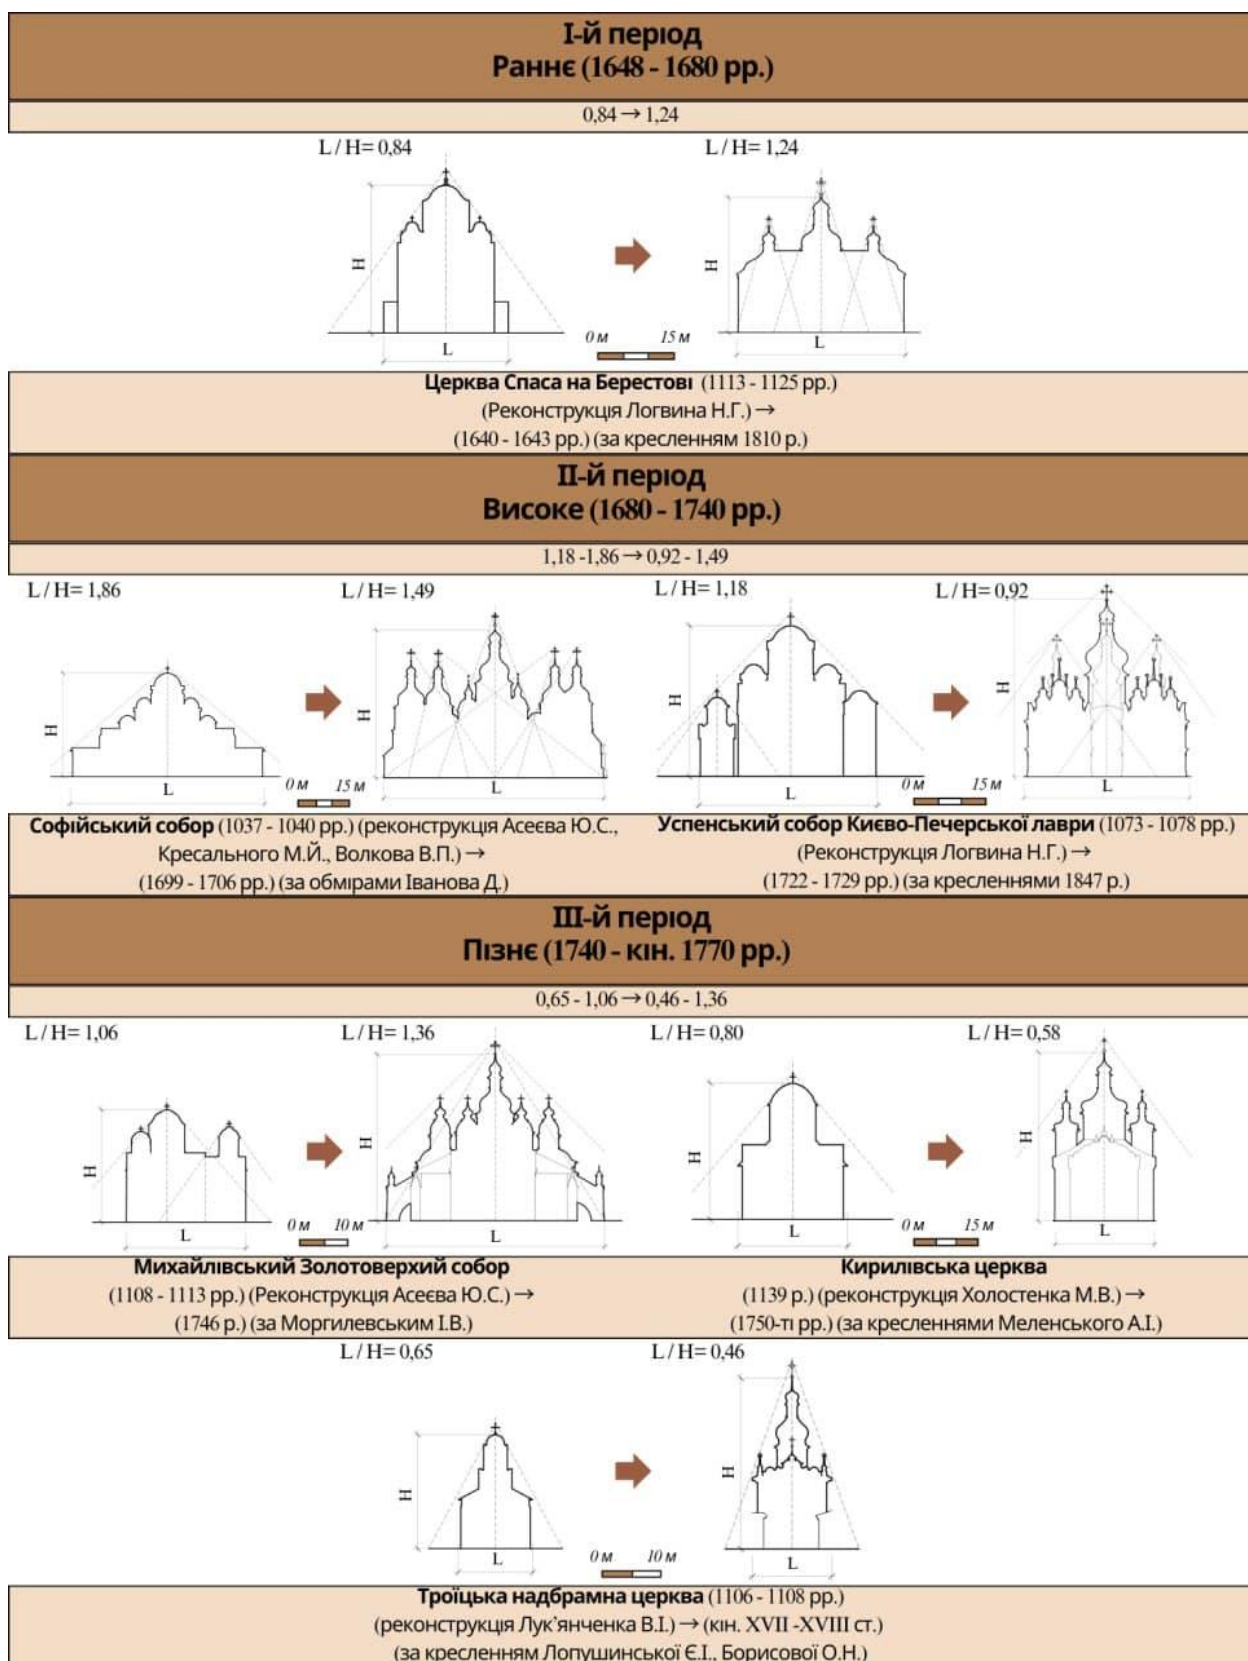 І-й період
Раннє (1648 - 1680 рр.)
0,84 → 1,24
L / H= 0,84
L / H= 1,24
H
H
L
L
0 м 15 м
Церква Спаса на Берестові (1113 - 1125 рр.)
(Реконструкція Логвина Н.Г.) →
(1640 - 1643 рр.) (за кресленням 1810 р.)
ІІ-й період
Високе (1680 - 1740 рр.)
1,18 -1,86 → 0,92 - 1,49
L / H= 1,86
L / H= 1,49
L / H= 1,18
L / H= 0,92
H
H
H
H
L
L
L
L
0 м 15 м
0 м 15 м
Софійський собор (1037 - 1040 рр.) (реконструкція Асеєва Ю.С.,
Кресального М.Й., Волкова В.П.) →
(1699 - 1706 рр.) (за обмірами Іванова Д.)
Успенський собор Києво-Печерської лаври (1073 - 1078 рр.)
(Реконструкція Логвина Н.Г.) →
(1722 - 1729 рр.) (за кресленнями 1847 р.)
ІІІ-й період
Пізнє (1740 - кін. 1770 рр.)
0,65 - 1,06 → 0,46 - 1,36
L / H= 1,06
L / H= 1,36
L / H= 0,80
L / H= 0,58
H
H
H
H
L
L
L
L
0 м 10 м
0 м 15 м
Михайлівський Золотоверхий собор
(1108 - 1113 рр.) (Реконструкція Асеєва Ю.С.) →
(1746 р.) (за Моргилевським І.В.)
Кирилівська церква
(1139 р.) (реконструкція Холостенка М.В.) →
(1750-ті рр.) (за кресленнями Меленського А.І.)
L / H= 0,65
L / H= 0,46
H
H
L
L
0 м 10 м
Троїцька надбрамна церква (1106 - 1108 рр.)
(реконструкція Лук’янченка В.І.) → (кін. XVII -XVIII ст.)
(за кресленням Лопушинської Є.І., Борисової О.Н.)